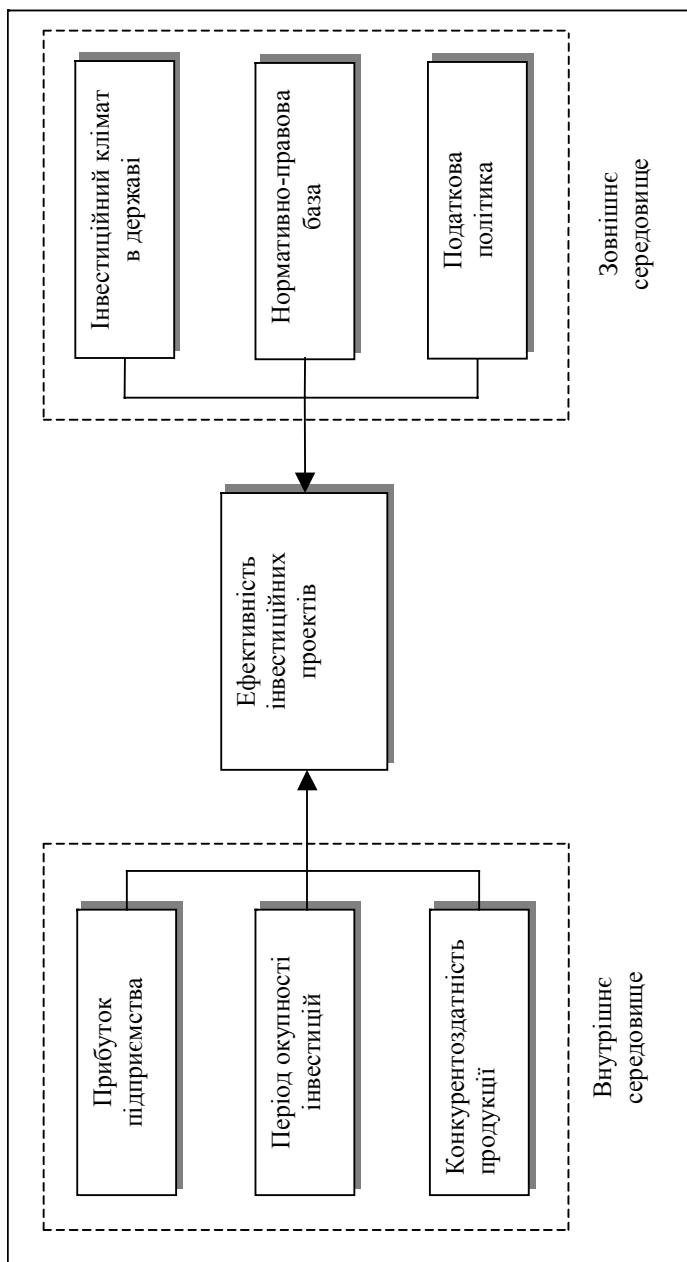 Прибуток
підприємства
Період окупності
інвестицій
Конкурентоздатність
продукції
Внутрішнє
середовище
Ефективність
інвестиційних
проектів
Інвестиційний клімат
в державі
Нормативно-правова
база
Податкова
політика
Зовнішнє
середовище